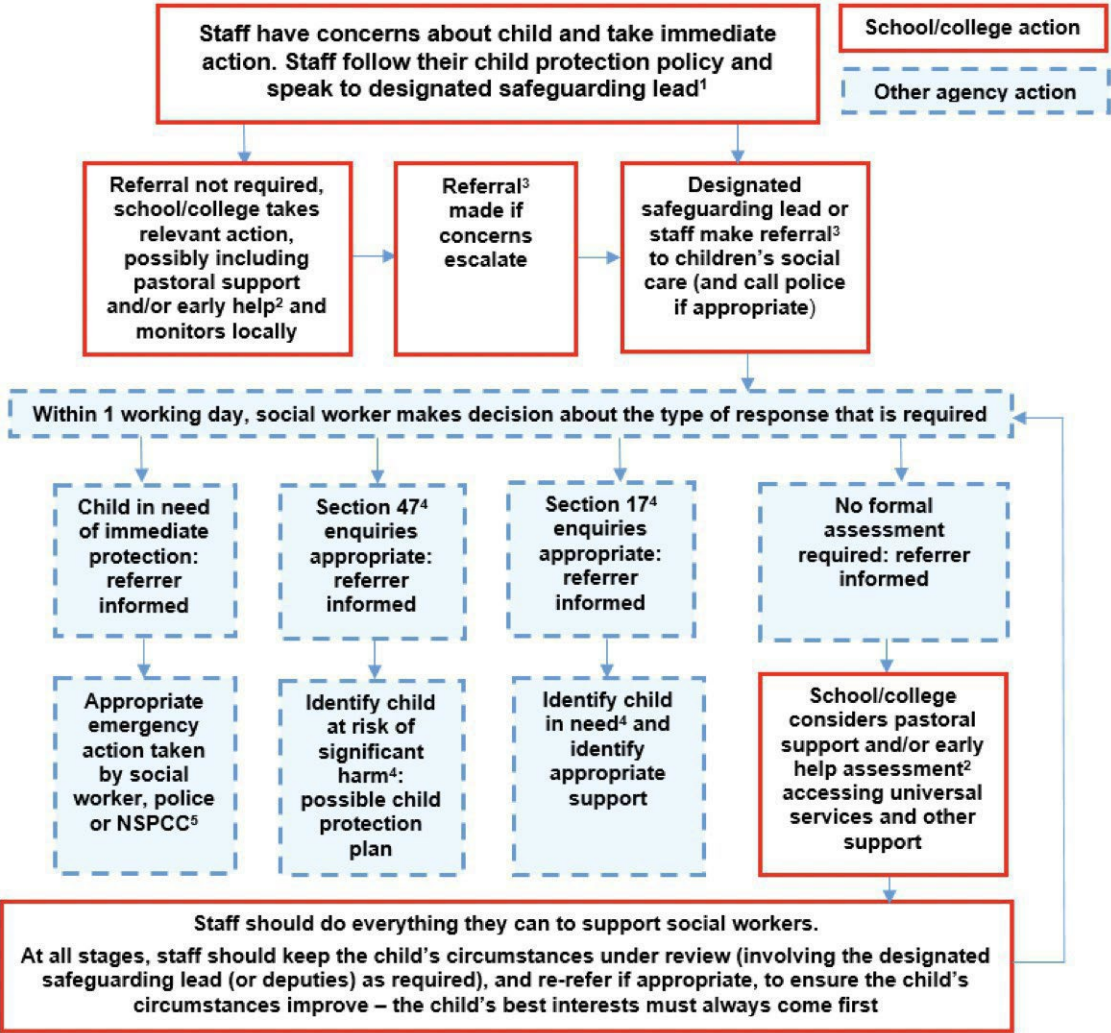 Staff have concerns about child and take immediate
action. Staff follow their child protection policy and
speak to designated safeguarding lead¹
School/college action
Other agency action
Referral not required,
school/college takes
relevant action,
possibly including
pastoral support
and/or early help² and
monitors locally
Referral³
made if
concerns
escalate
Designated
safeguarding lead or
staff make referral³
to children’s social
care (and call police
if appropriate)
Within 1 working day, social worker makes decision about the type of response that is required
Child in need
of immediate
protection:
referrer
informed
Section 47⁴
enquiries
appropriate:
referrer
informed
Section 17⁴
enquiries
appropriate:
referrer
informed
No formal
assessment
required: referrer
informed
Appropriate
emergency
action taken
by social
worker, police
or NSPCC⁵
Identify child
at risk of
significant
harm⁴:
possible child
protection
plan
Identify child
in need⁴ and
identify
appropriate
support
School/college
considers pastoral
support and/or early
help assessment²
accessing universal
services and other
support
Staff should do everything they can to support social workers.
At all stages, staff should keep the child’s circumstances under review (involving the designated
safeguarding lead (or deputies) as required), and re-refer if appropriate, to ensure the child’s
circumstances improve – the child’s best interests must always come first